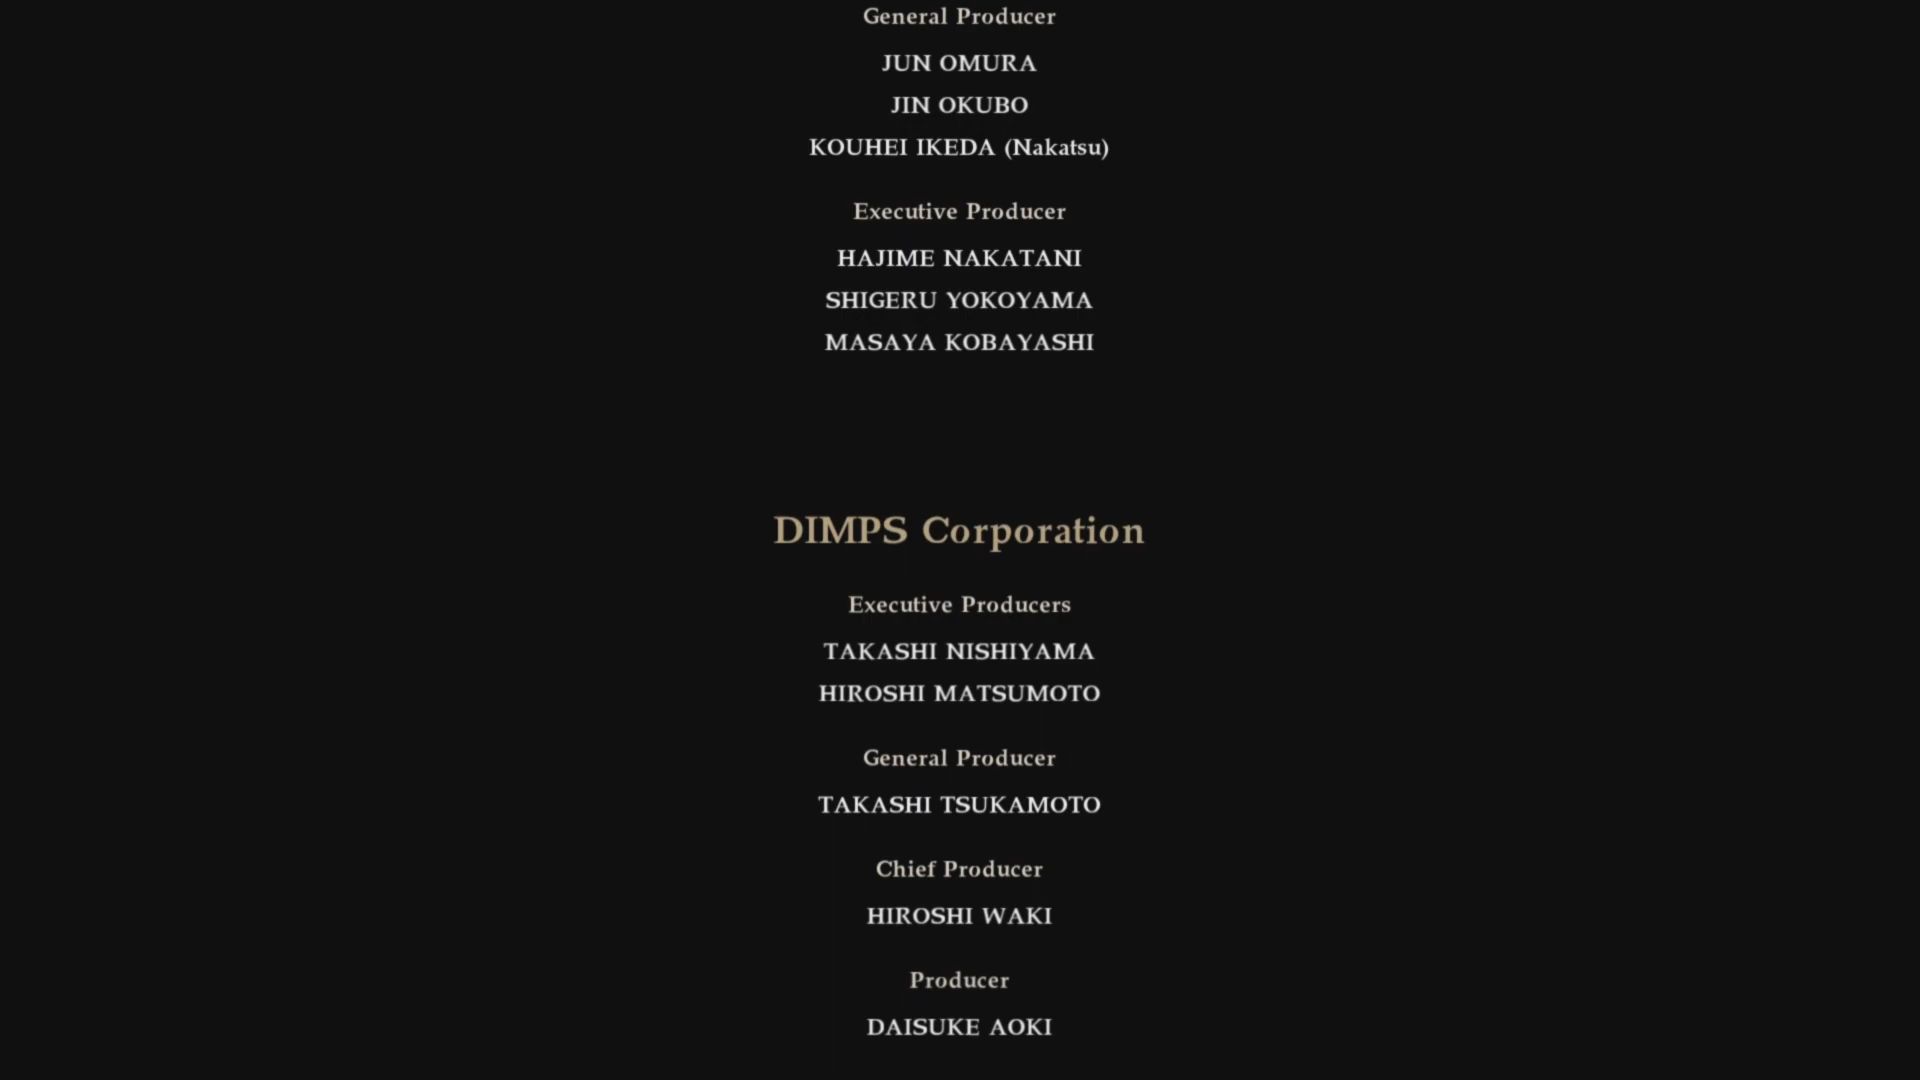 General Producer
JUN OMURA
JIN OKUBO
KOUHEI IKEDA (Nakatsu)
Executive Producer
HAJIME NAKATANI
SHIGERU YOKOYAMA
MASAYA KOBAYASHI
DIMPS Corporation
Executive Producers
TAKASHI NISHIYAMA
HIROSHI MATSUMOTO
General Producer
TAKASHI TSUKAMOTO
Chief Producer
HIROSHI WAKI
Producer
DAISUKE AOKI